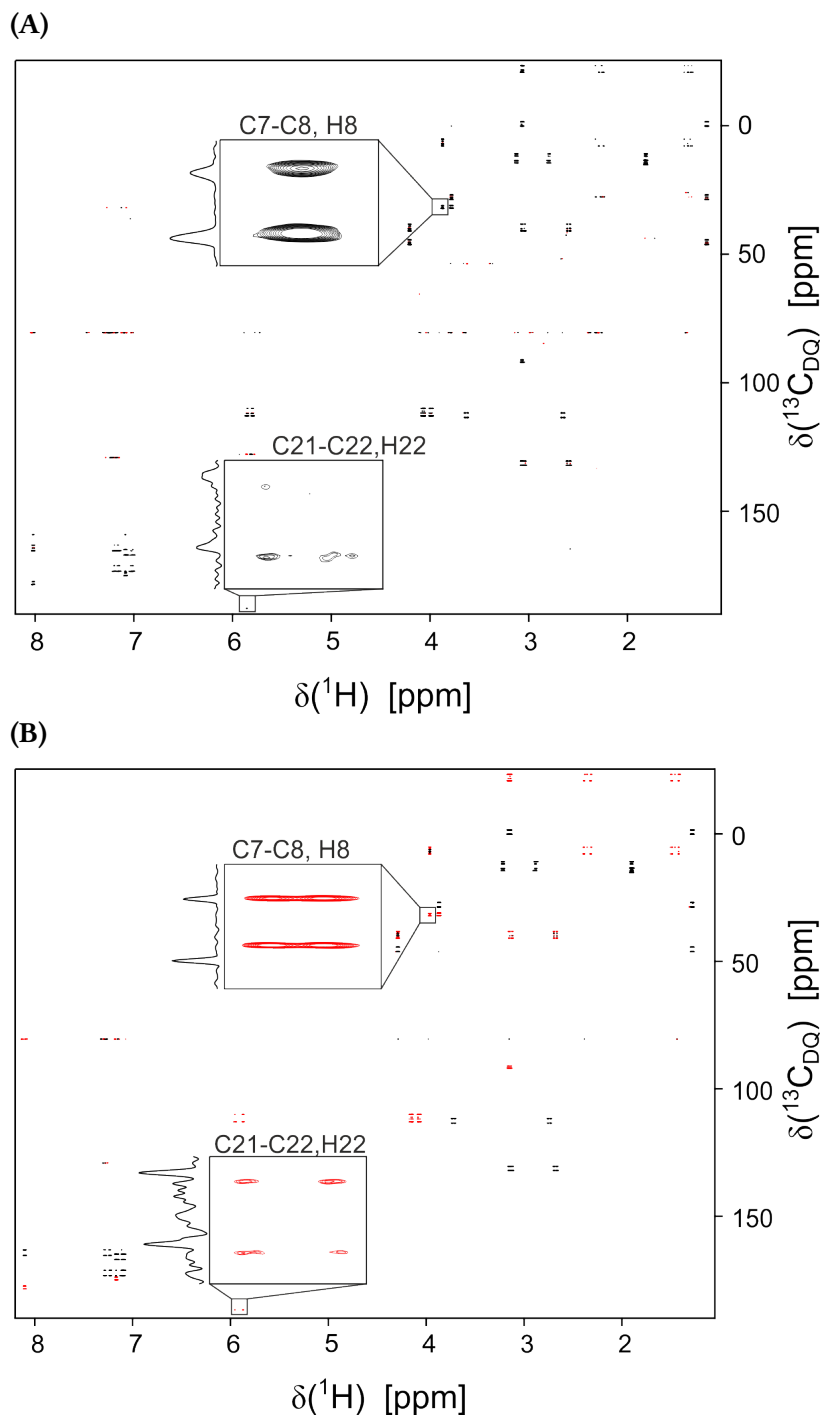 (A)
C7-C8, H8
0
50
100
150
δ(¹³C_DQ) [ppm]
C21-C22,H22
8 7 6 5 4 3 2
δ(¹H) [ppm]
(B)
C7-C8, H8
0
50
100
150
δ(¹³C_DQ) [ppm]
C21-C22,H22
8 7 6 5 4 3 2
δ(¹H) [ppm]